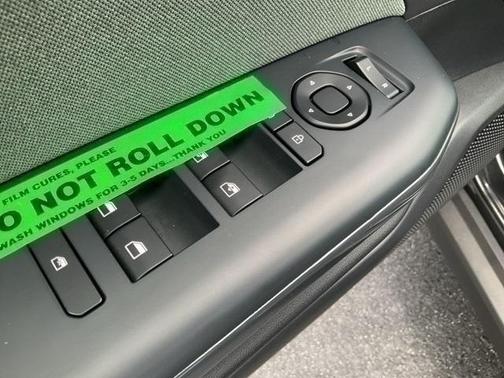 FILM CURES, PLEASE
O NOT ROLL DOWN
WASH WINDOWS FOR 3-5 DAYS...THANK YOU
L
R